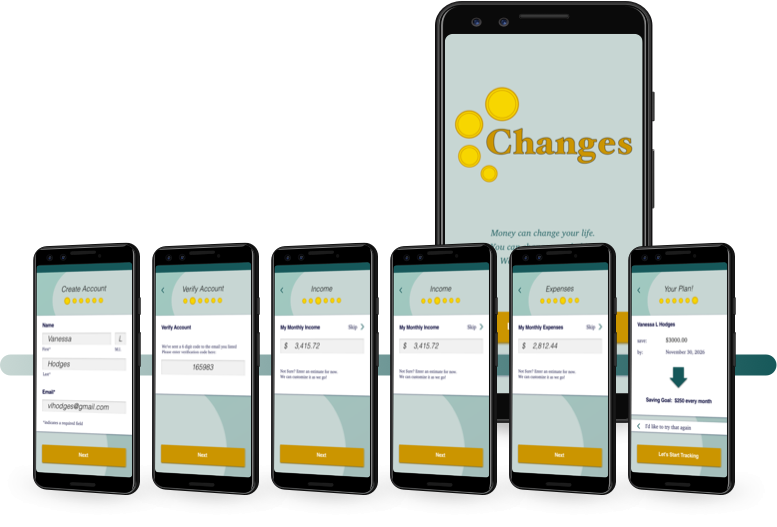 Changes
Money can change your life.
You can
W
Create Account
Name
Vanessa
L
First*
M.I.
Hodges
Last*
Email*
vlhodges@gmail.com
*Indicates a required field
Next
Verify Account
Verify Account
We've sent a 6 digit code to the email you listed
Please enter verification code here:
165983
Next
Income
My Monthly Income
Skip
$ 3,415.72
Not Sure? Enter an estimate for now.
We can customize it as we go!
Next
Income
My Monthly Income
Skip
$ 3,415.72
Not Sure? Enter an estimate for now.
We can customize it as we go!
Next
Expenses
My Monthly Expenses
Skip
$ 2,812.44
Not Sure? Enter an estimate for now.
We can customize it as we go!
Next
Your Plan!
Vanessa L Hodges
save: $3000.00
by: November 30, 2020
Saving Goal: $250 every month
I'd like to try that again
Let's Start Tracking